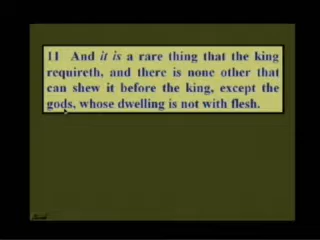 11 And it is a rare thing that the king
requireth, and there is none other that
can shew it before the king, except the
gods, whose dwelling is not with flesh.